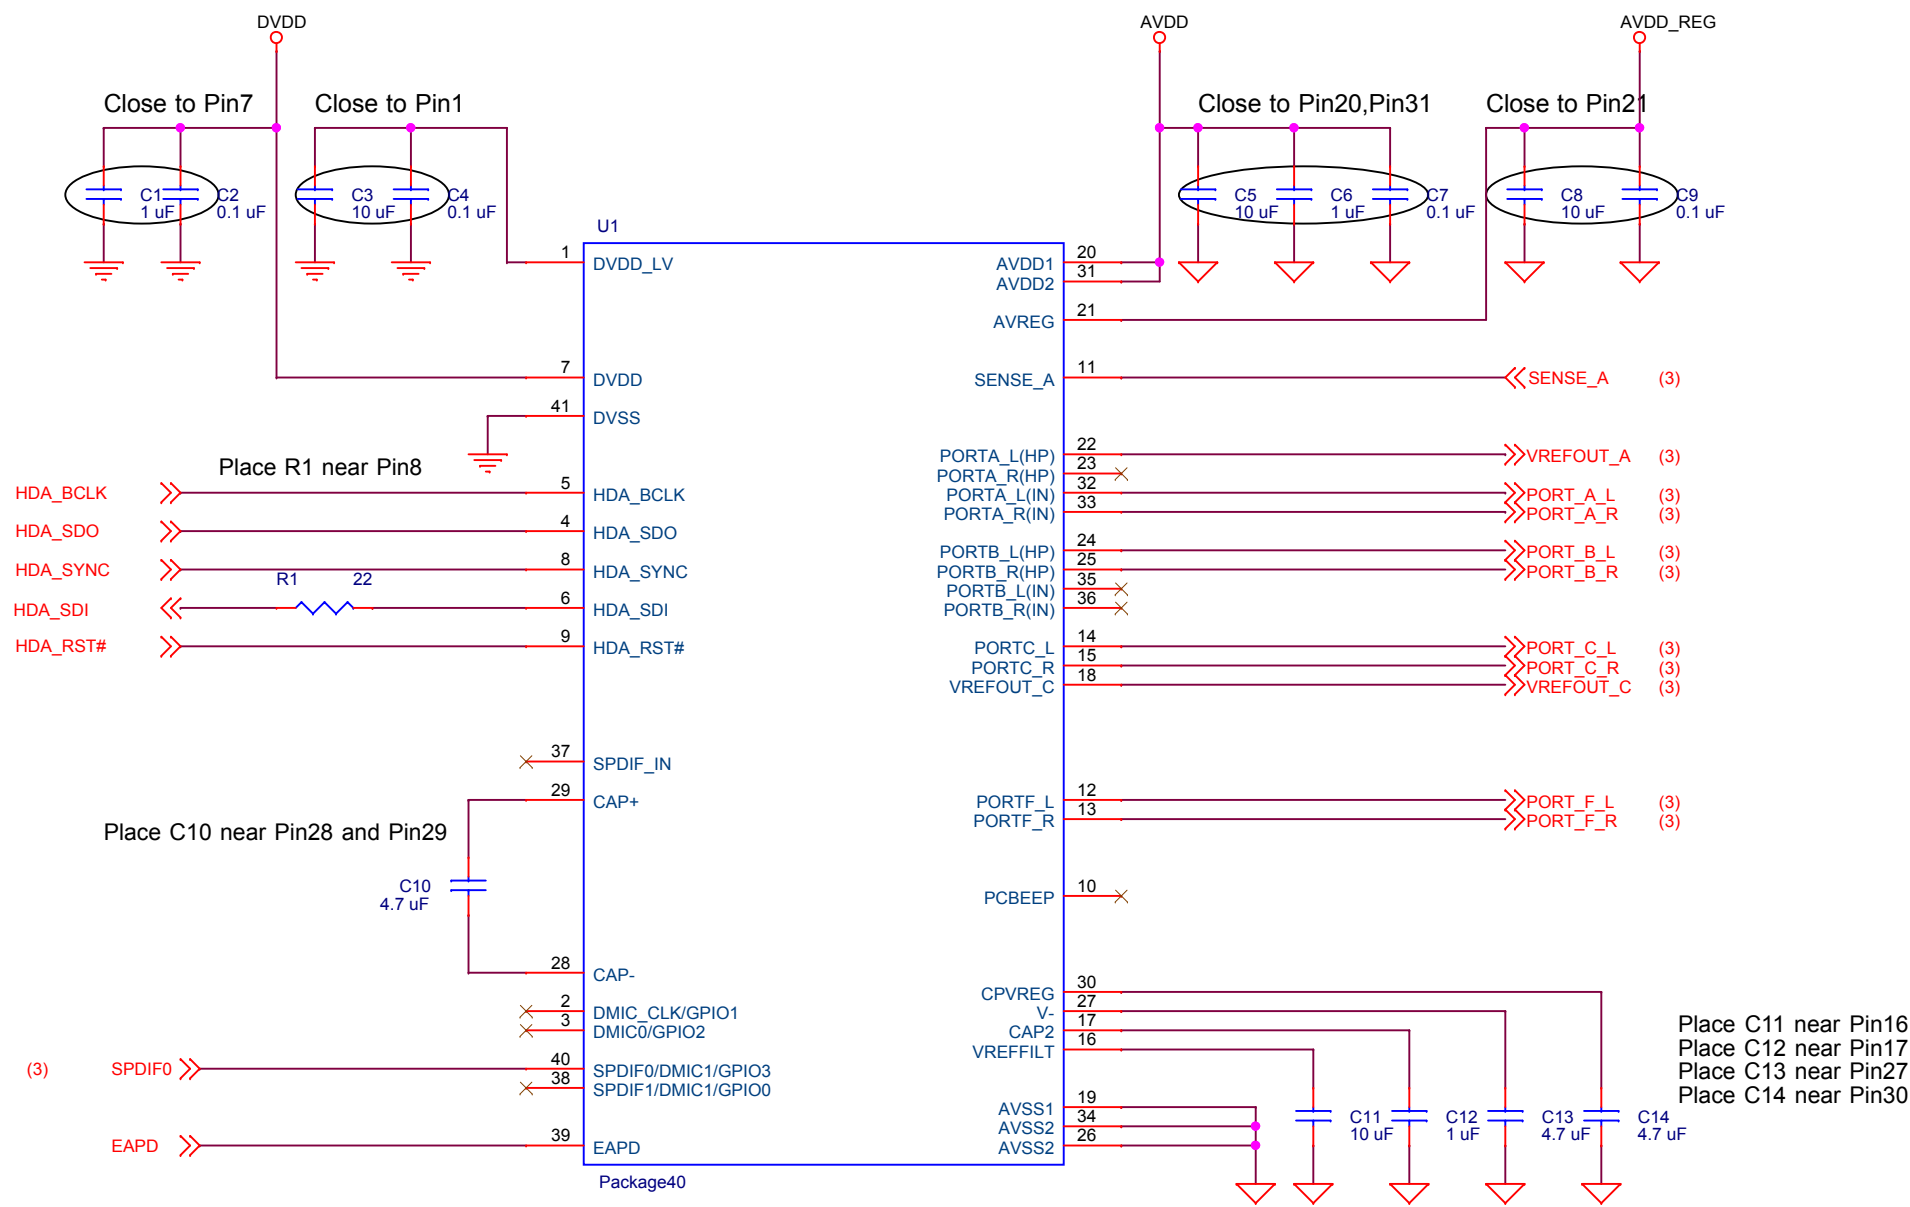 DVDD
AVDD
AVDD_REG
Close to Pin7
Close to Pin1
Close to Pin20,Pin31
Close to Pin21
C1
1 uF
C2
0.1 uF
C3
10 uF
C4
0.1 uF
C5
10 uF
C6
1 uF
C7
0.1 uF
C8
10 uF
C9
0.1 uF
U1
1
DVDD_LV
7
DVDD
41
DVSS
Place R1 near Pin8
HDA_BCLK
5
HDA_BCLK
HDA_SDO
4
HDA_SDO
HDA_SYNC
8
HDA_SYNC
R1 22
HDA_SDI
6
HDA_SDI
HDA_RST#
9
HDA_RST#
37
SPDIF_IN
29
CAP+
Place C10 near Pin28 and Pin29
C10
4.7 uF
28
CAP-
2
DMIC_CLK/GPIO1
3
DMIC0/GPIO2
(3) SPDIF0
40
SPDIF0/DMIC1/GPIO3
38
SPDIF1/DMIC1/GPIO0
EAPD
39
EAPD
Package40
AVDD1
20
AVDD2
31
AVREG
21
SENSE_A
11
SENSE_A (3)
PORTA_L(HP)
22
VREFOUT_A (3)
PORTA_R(HP)
23
PORTA_L(IN)
32
PORT_A_L (3)
PORTA_R(IN)
33
PORT_A_R (3)
PORTB_L(HP)
24
PORT_B_L (3)
PORTB_R(HP)
25
PORT_B_R (3)
PORTB_L(IN)
35
PORTB_R(IN)
36
PORTC_L
14
PORT_C_L (3)
PORTC_R
15
PORT_C_R (3)
VREFOUT_C
18
VREFOUT_C (3)
PORTF_L
12
PORT_F_L (3)
PORTF_R
13
PORT_F_R (3)
PCBEEP
10
CPVREG
30
V-
27
CAP2
17
VREFFILT
16
AVSS1
19
AVSS2
34
AVSS2
26
C11
10 uF
C12
1 uF
C13
4.7 uF
C14
4.7 uF
Place C11 near Pin16
Place C12 near Pin17
Place C13 near Pin27
Place C14 near Pin30